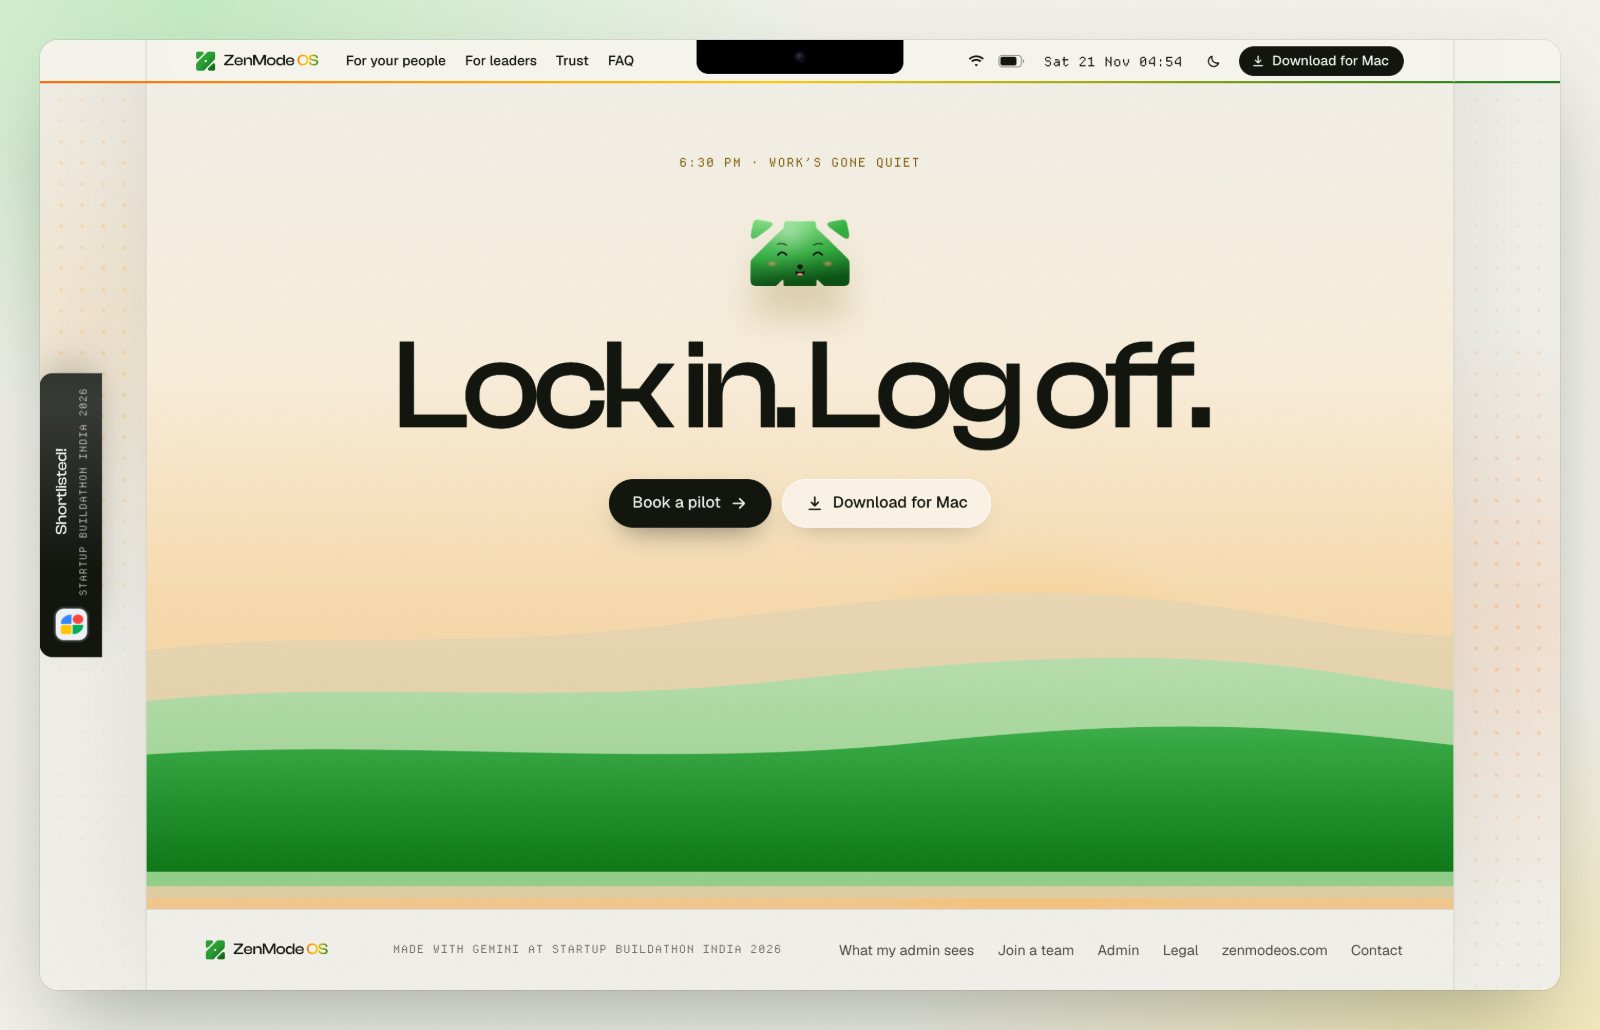 ZenMode OS
For your people
For leaders
Trust
FAQ
Sat 21 Nov 04:54
Download for Mac
6:30 PM · WORK'S GONE QUIET
Lock in. Log off.
Book a pilot →
Download for Mac
Shortlisted!
STARTUP BUILDATHON INDIA 2026
ZenMode OS
MADE WITH GEMINI AT STARTUP BUILDATHON INDIA 2026
What my admin sees
Join a team
Admin
Legal
zenmodeos.com
Contact